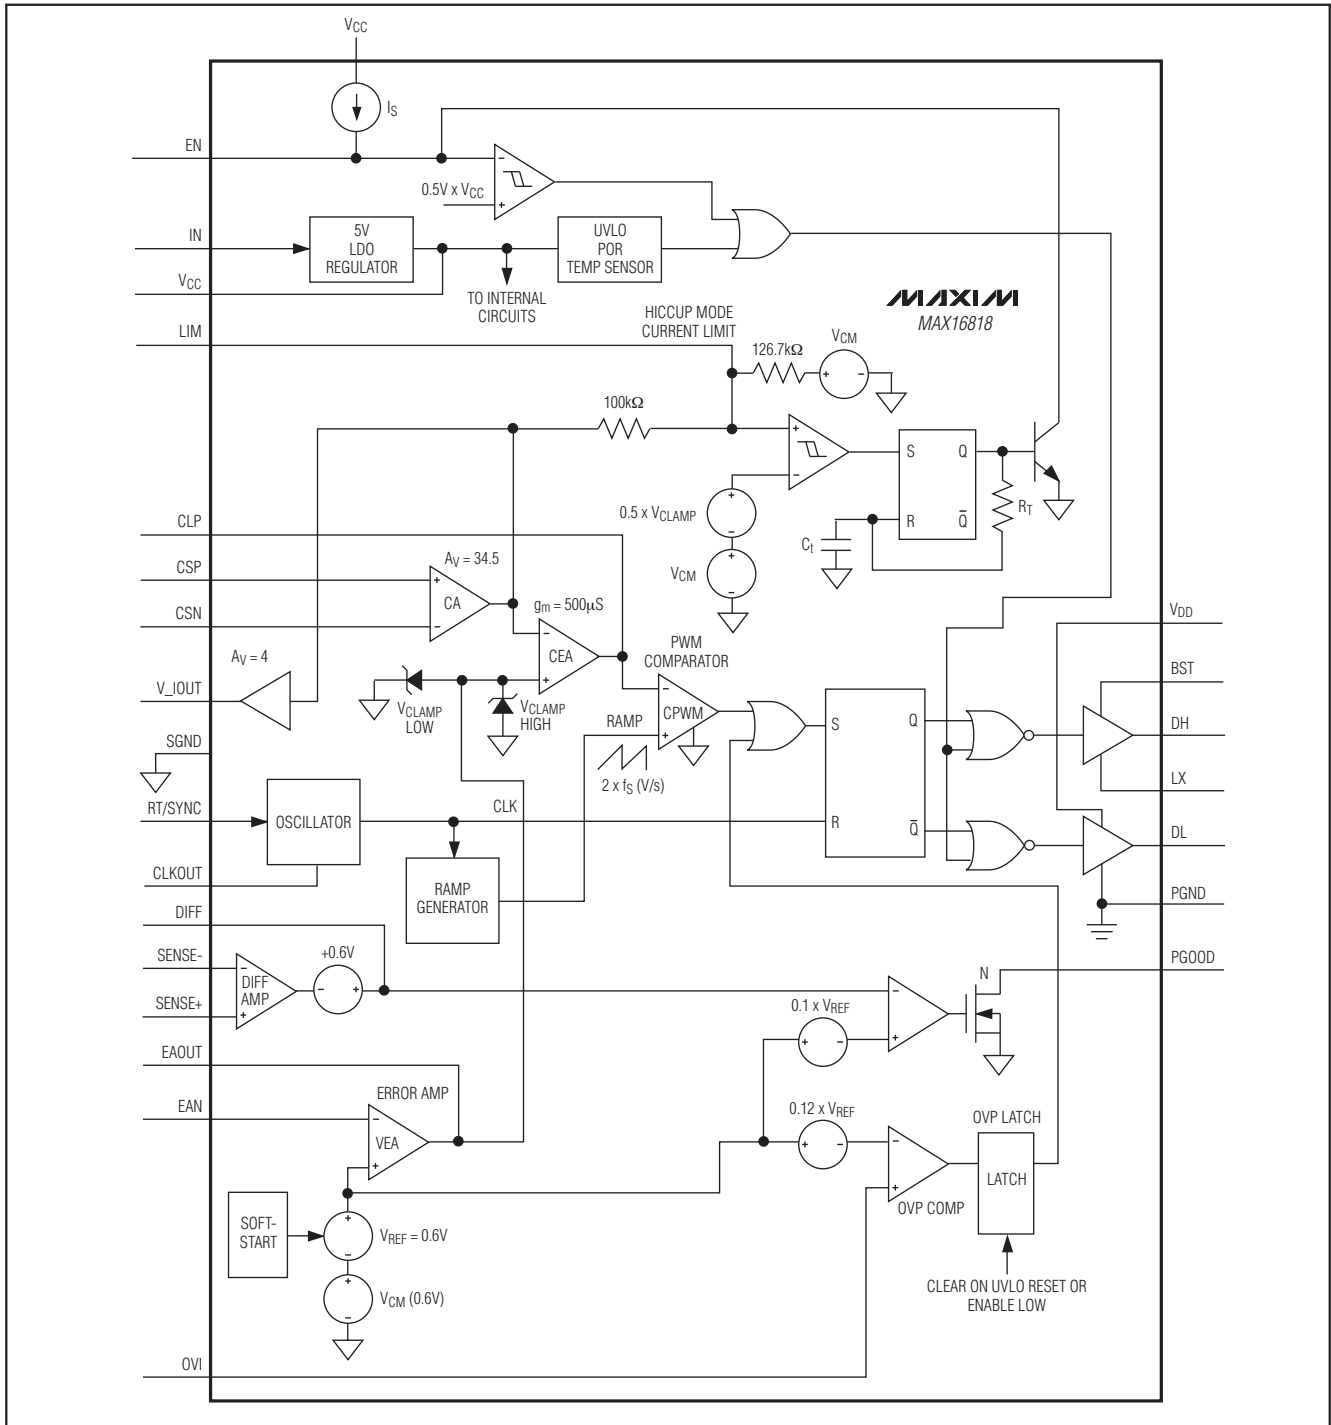 VCC
IS
EN
−
0.5V x VCC
+
IN
5V
LDO
REGULATOR
UVLO
POR
TEMP SENSOR
VCC
TO INTERNAL
CIRCUITS
MAXIM
MAX16818
LIM
HICCUP MODE
CURRENT LIMIT
126.7kΩ
VCM
+ −
100kΩ
+
−
S Q
R Q̅
RT
Ct
0.5 x VCLAMP
+
−
VCM
+
−
CLP
AV = 34.5
CSP
+
CA
CSN
−
gm = 500µS
−
CEA
+
AV = 4
V_IOUT
VCLAMP
LOW
VCLAMP
HIGH
PWM
COMPARATOR
−
CPWM
+
RAMP
2 x fS (V/s)
S Q
R Q̅
VDD
BST
DH
LX
DL
PGND
PGOOD
SGND
RT/SYNC
OSCILLATOR
CLK
CLKOUT
RAMP
GENERATOR
DIFF
SENSE-
−
DIFF
AMP
+
SENSE+
+0.6V
− +
N
0.1 x VREF
+ −
−
+
EAOUT
ERROR AMP
EAN
−
VEA
+
0.12 x VREF
+ −
−
+
OVP COMP
OVP LATCH
LATCH
SOFT-
START
+
−
VREF = 0.6V
+
−
VCM (0.6V)
CLEAR ON UVLO RESET OR
ENABLE LOW
OVI